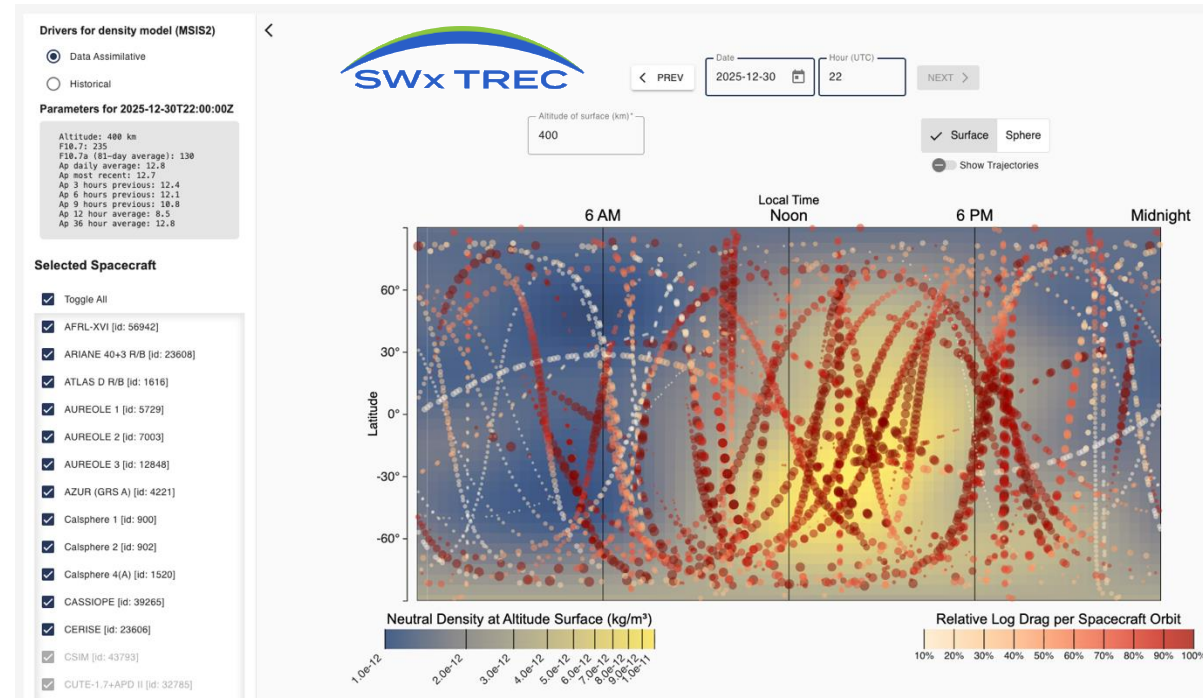 Drivers for density model (MSIS2)
Data Assimilative
Historical
Parameters for 2025-12-30T22:00:00Z
Altitude: 400 km
F10.7: 235
F10.7a (81-day average): 130
Ap daily average: 12.8
Ap most recent: 12.7
Ap 3 hours previous: 12.4
Ap 6 hours previous: 12.1
Ap 9 hours previous: 10.8
Ap 12 hour average: 8.5
Ap 36 hour average: 12.8
Selected Spacecraft
Toggle All
AFRL-XVI [id: 56942]
ARIANE 40+3 R/B [id: 23608]
ATLAS D R/B [id: 1616]
AUREOLE 1 [id: 5729]
AUREOLE 2 [id: 7003]
AUREOLE 3 [id: 12848]
AZUR (GRS A) [id: 4221]
Calsphere 1 [id: 900]
Calsphere 2 [id: 902]
Calsphere 4(A) [id: 1520]
CASSIOPE [id: 39265]
CERISE [id: 23606]
CSIM [id: 43793]
CUTE-1.7+APD II [id: 32785]
SWx TREC
PREV
Date
2025-12-30
Hour (UTC)
22
NEXT
Altitude of surface (km)*
400
Surface
Sphere
Show Trajectories
Local Time
6 AM
Noon
6 PM
Midnight
Latitude
60°
30°
0°
-30°
-60°
Neutral Density at Altitude Surface (kg/m³)
1.0e-12
2.0e-12
3.0e-12
4.0e-12
5.0e-12
6.0e-12
7.0e-12
8.0e-12
9.0e-12
1.0e-11
Relative Log Drag per Spacecraft Orbit
10% 20% 30% 40% 50% 60% 70% 80% 90% 100%